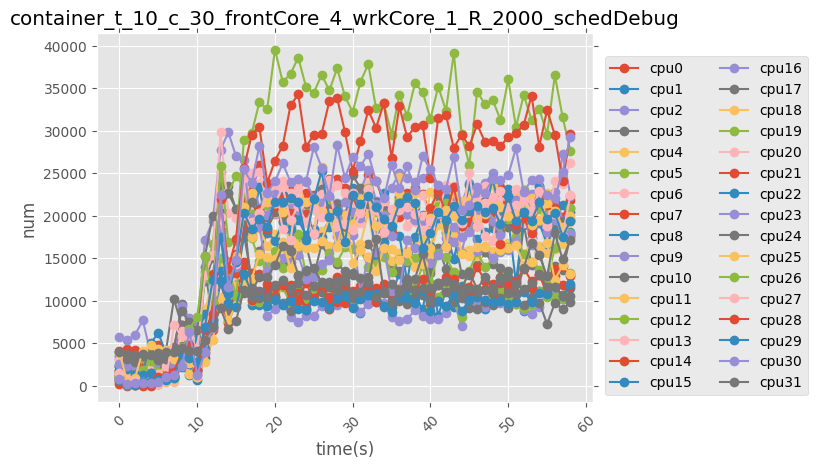 container_t_10_c_30_frontCore_4_wrkCore_1_R_2000_schedDebug
40000
35000
30000
25000
20000
15000
10000
5000
0
num
0
10
20
30
40
50
60
time(s)
cpu0
cpu1
cpu2
cpu3
cpu4
cpu5
cpu6
cpu7
cpu8
cpu9
cpu10
cpu11
cpu12
cpu13
cpu14
cpu15
cpu16
cpu17
cpu18
cpu19
cpu20
cpu21
cpu22
cpu23
cpu24
cpu25
cpu26
cpu27
cpu28
cpu29
cpu30
cpu31